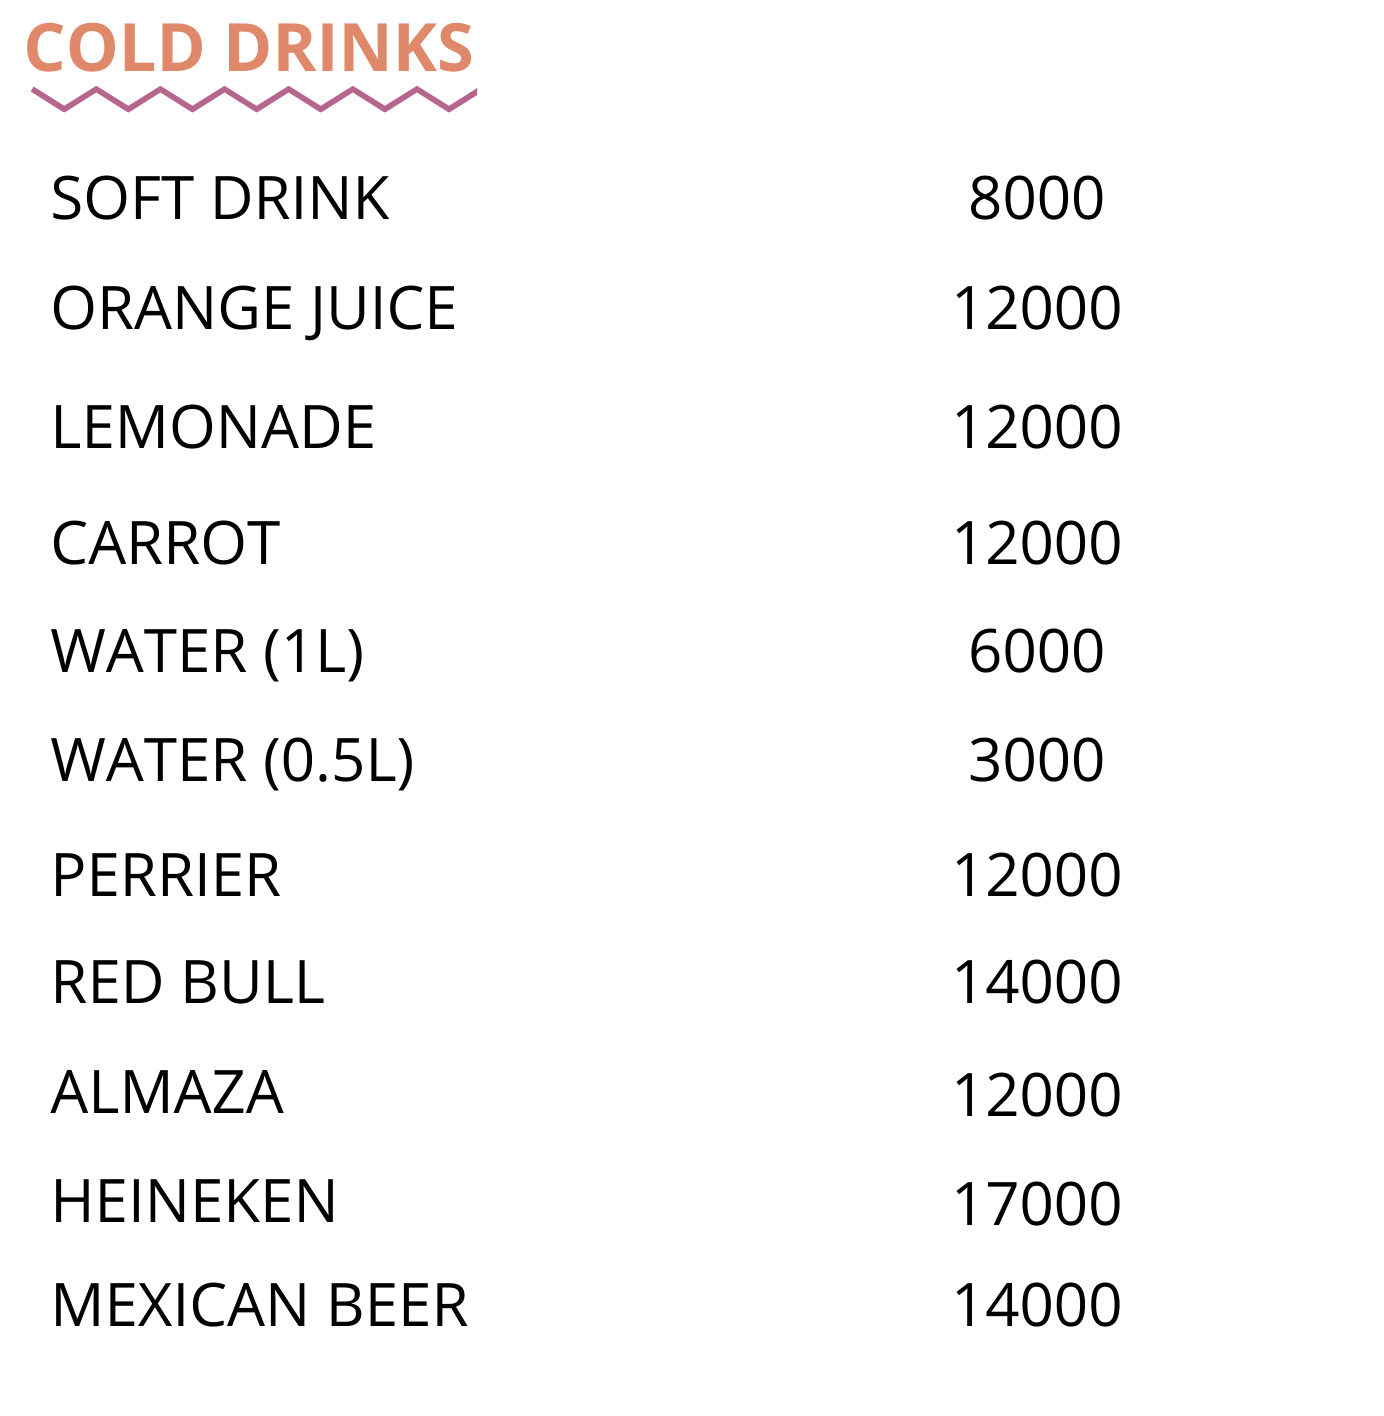 COLD DRINKS
SOFT DRINK 8000
ORANGE JUICE 12000
LEMONADE 12000
CARROT 12000
WATER (1L) 6000
WATER (0.5L) 3000
PERRIER 12000
RED BULL 14000
ALMAZA 12000
HEINEKEN 17000
MEXICAN BEER 14000